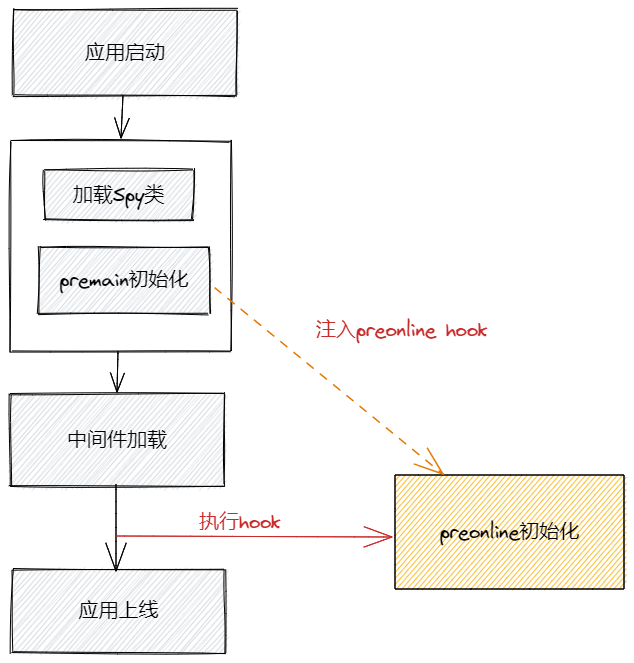 应用启动
加载Spy类
premain初始化
注入preonline hook
中间件加载
执行hook
preonline初始化
应用上线